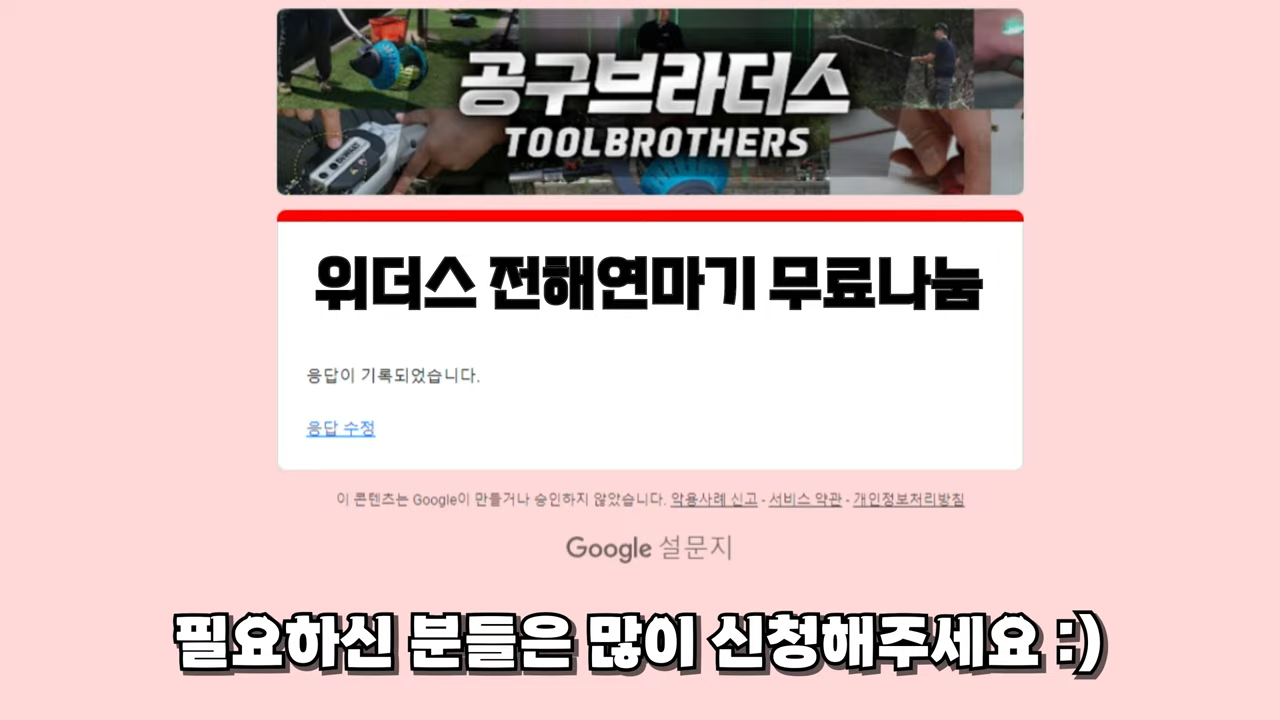 공구브라더스
TOOLBROTHERS
위더스 전해연마기 무료나눔
응답이 기록되었습니다.
응답 수정
이 콘텐츠는 Google이 만들거나 승인하지 않았습니다. 악용사례 신고 - 서비스 약관 - 개인정보처리방침
Google 설문지
필요하신 분들은 많이 신청해주세요 :)